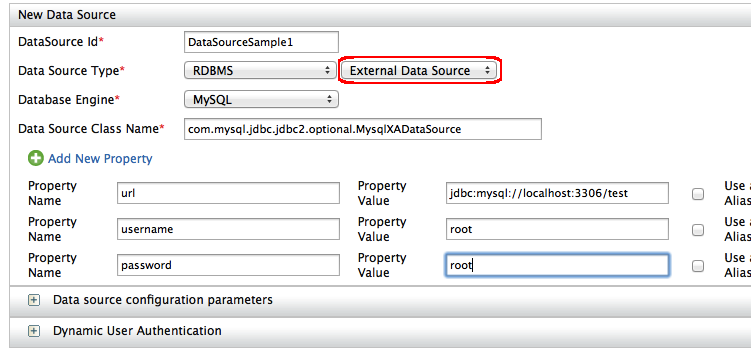 New Data Source
DataSource Id* DataSourceSample1
Data Source Type* RDBMS External Data Source
Database Engine* MySQL
Data Source Class Name* com.mysql.jdbc.jdbc2.optional.MysqlXADataSource
Add New Property
Property Name url Property Value jdbc:mysql://localhost:3306/test Use a Alias
Property Name username Property Value root Use a Alias
Property Name password Property Value root Use a Alias
Data source configuration parameters
Dynamic User Authentication